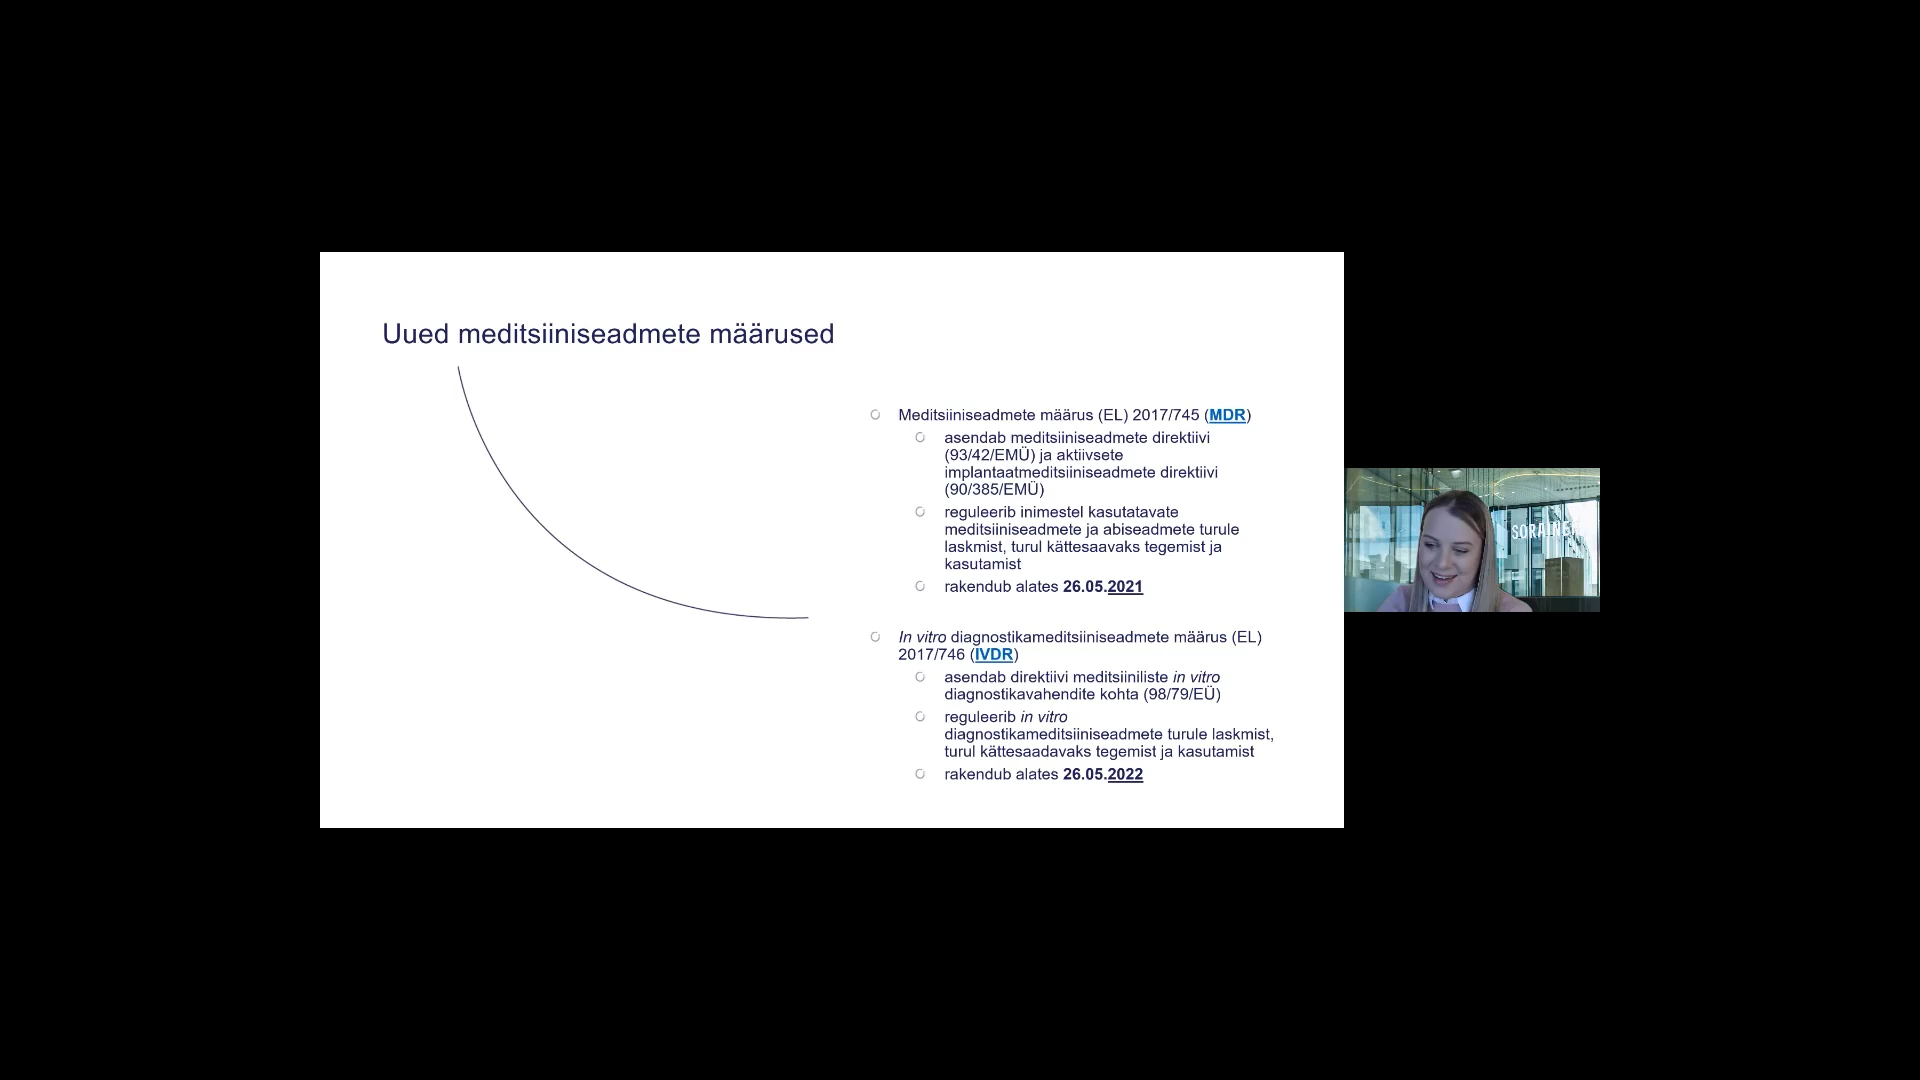 Uued meditsiiniseadmete määrused
Meditsiiniseadmete määrus (EL) 2017/745 (MDR)
asendab meditsiiniseadmete direktiivi
(93/42/EMÜ) ja aktiivsete
implantaatmeditsiiniseadmete direktiivi
(90/385/EMÜ)
reguleerib inimestel kasutatavate
meditsiiniseadmete ja abiseadmete turule
laskmist, turul kättesaavaks tegemist ja
kasutamist
rakendub alates 26.05.2021
In vitro diagnostikameditsiiniseadmete määrus (EL)
2017/746 (IVDR)
asendab direktiivi meditsiiniliste in vitro
diagnostikavahendite kohta (98/79/EÜ)
reguleerib in vitro
diagnostikameditsiiniseadmete turule laskmist,
turul kättesaadavaks tegemist ja kasutamist
rakendub alates 26.05.2022